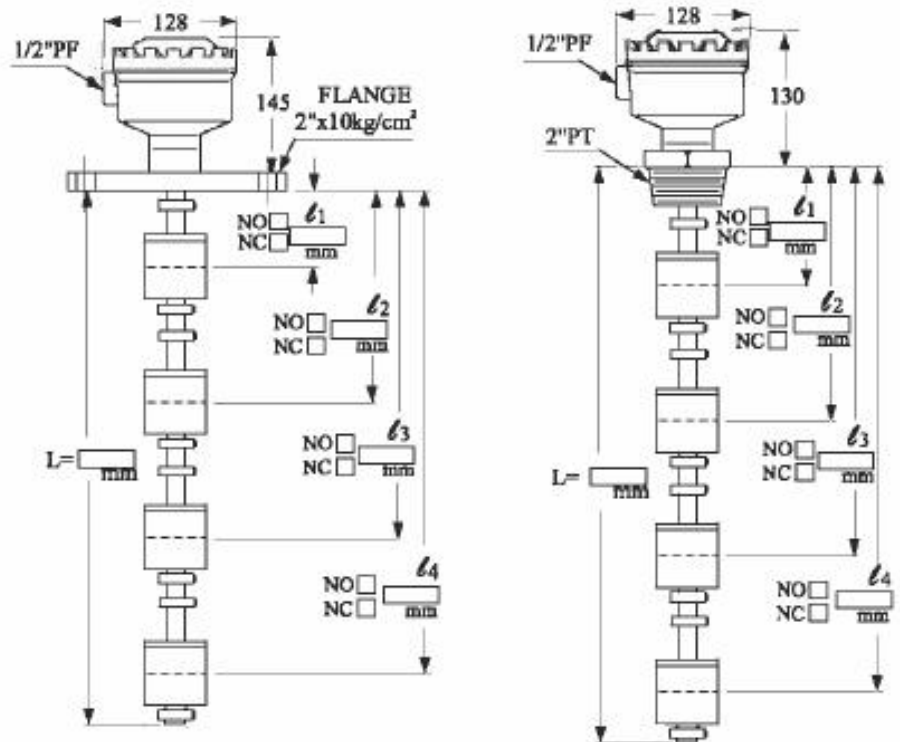 128
1/2"PF
145
FLANGE
2"x10kg/cm²
NO ℓ1
NC
mm
NO ℓ2
NC mm
NO ℓ3
NC mm
L=
mm
NO ℓ4
NC mm
128
1/2"PF
130
2"PT
NO ℓ1
NC
mm
NO ℓ2
NC mm
NO ℓ3
NC mm
L=
mm
NO ℓ4
NC mm